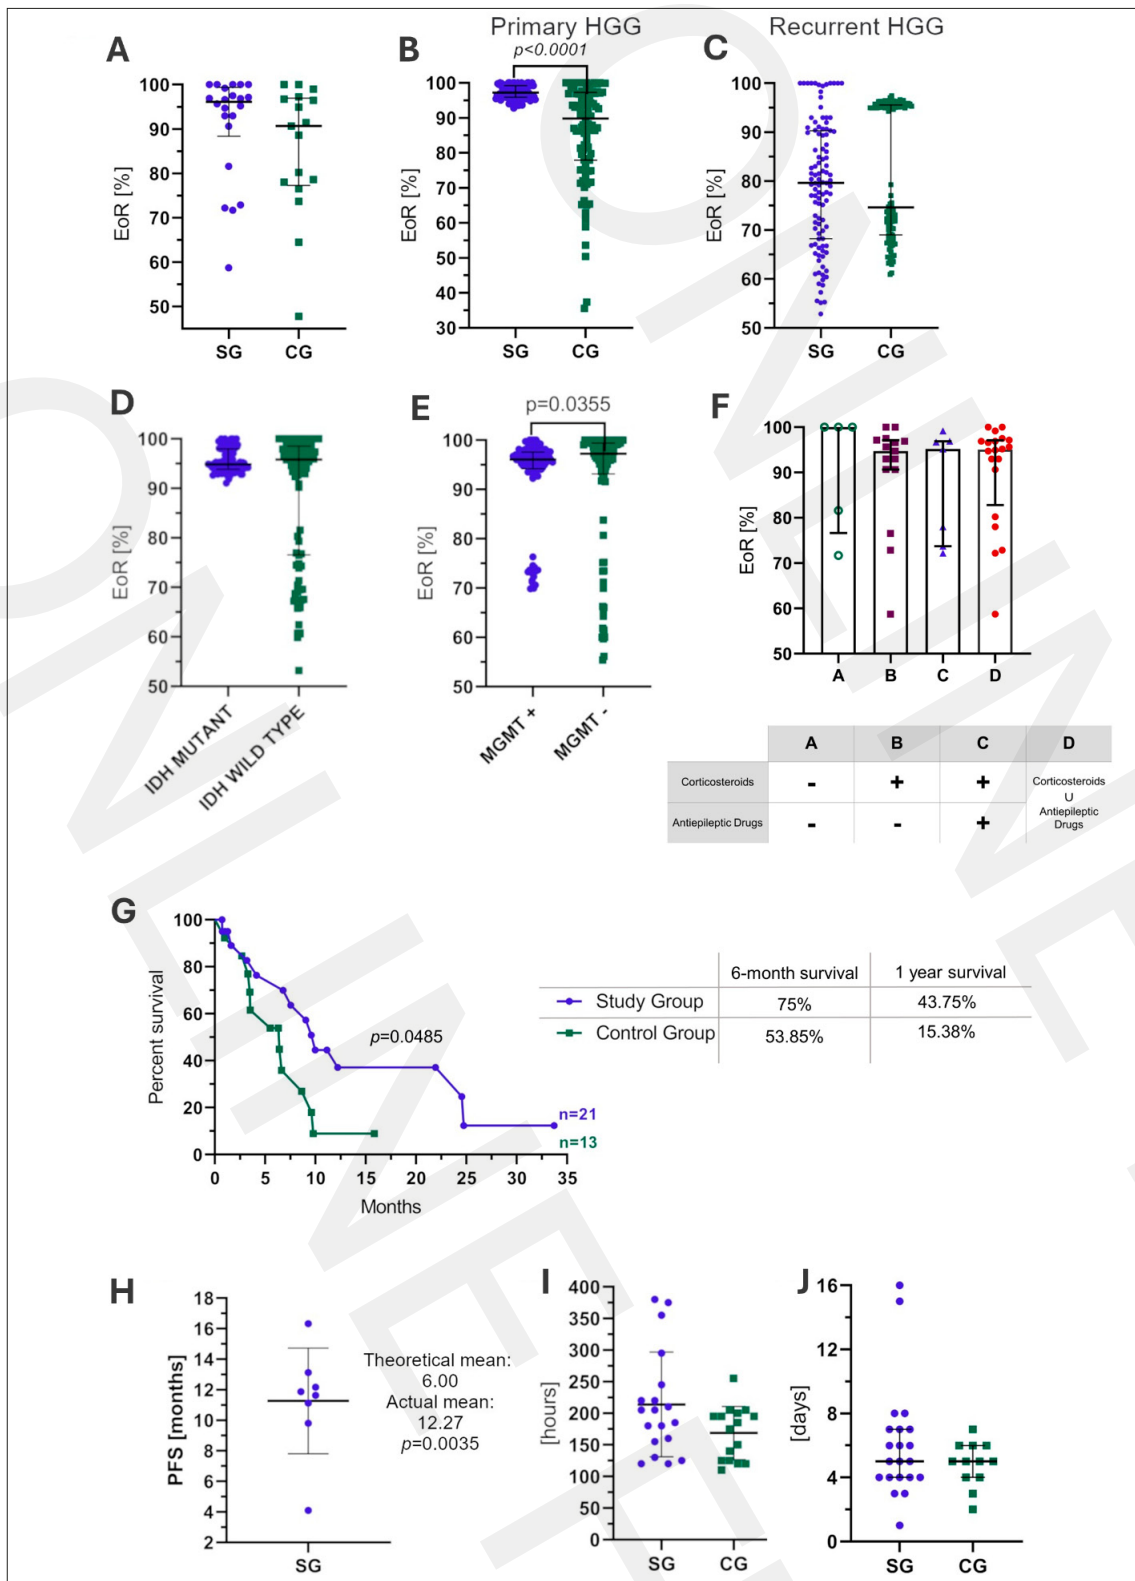 Primary HGG
Recurrent HGG
A
B
C
p<0.0001
EoR [%]
100
90
80
70
60
50
SG
CG
EoR [%]
100
90
80
70
60
50
40
30
SG
CG
EoR [%]
100
90
80
70
60
50
SG
CG
D
E
F
EoR [%]
100
90
80
70
60
50
IDH MUTANT
IDH WILD TYPE
p=0.0355
EoR [%]
100
90
80
70
60
50
MGMT +
MGMT -
EoR [%]
100
90
80
70
60
50
A
B
C
D
A B C D
Corticosteroids - + + Corticosteroids
∪
Antiepileptic Drugs - - + Antiepileptic
Drugs
G
Percent survival
100
80
60
40
20
0
0 5 10 15 20 25 30 35
Months
p=0.0485
n=21
n=13
6-month survival 1 year survival
Study Group 75% 43.75%
Control Group 53.85% 15.38%
H
I
J
PFS [months]
18
16
14
12
10
8
6
4
2
SG
Theoretical mean:
6.00
Actual mean:
12.27
p=0.0035
[hours]
400
350
300
250
200
150
100
50
0
SG
CG
[days]
16
12
8
4
0
SG
CG
ONLINE